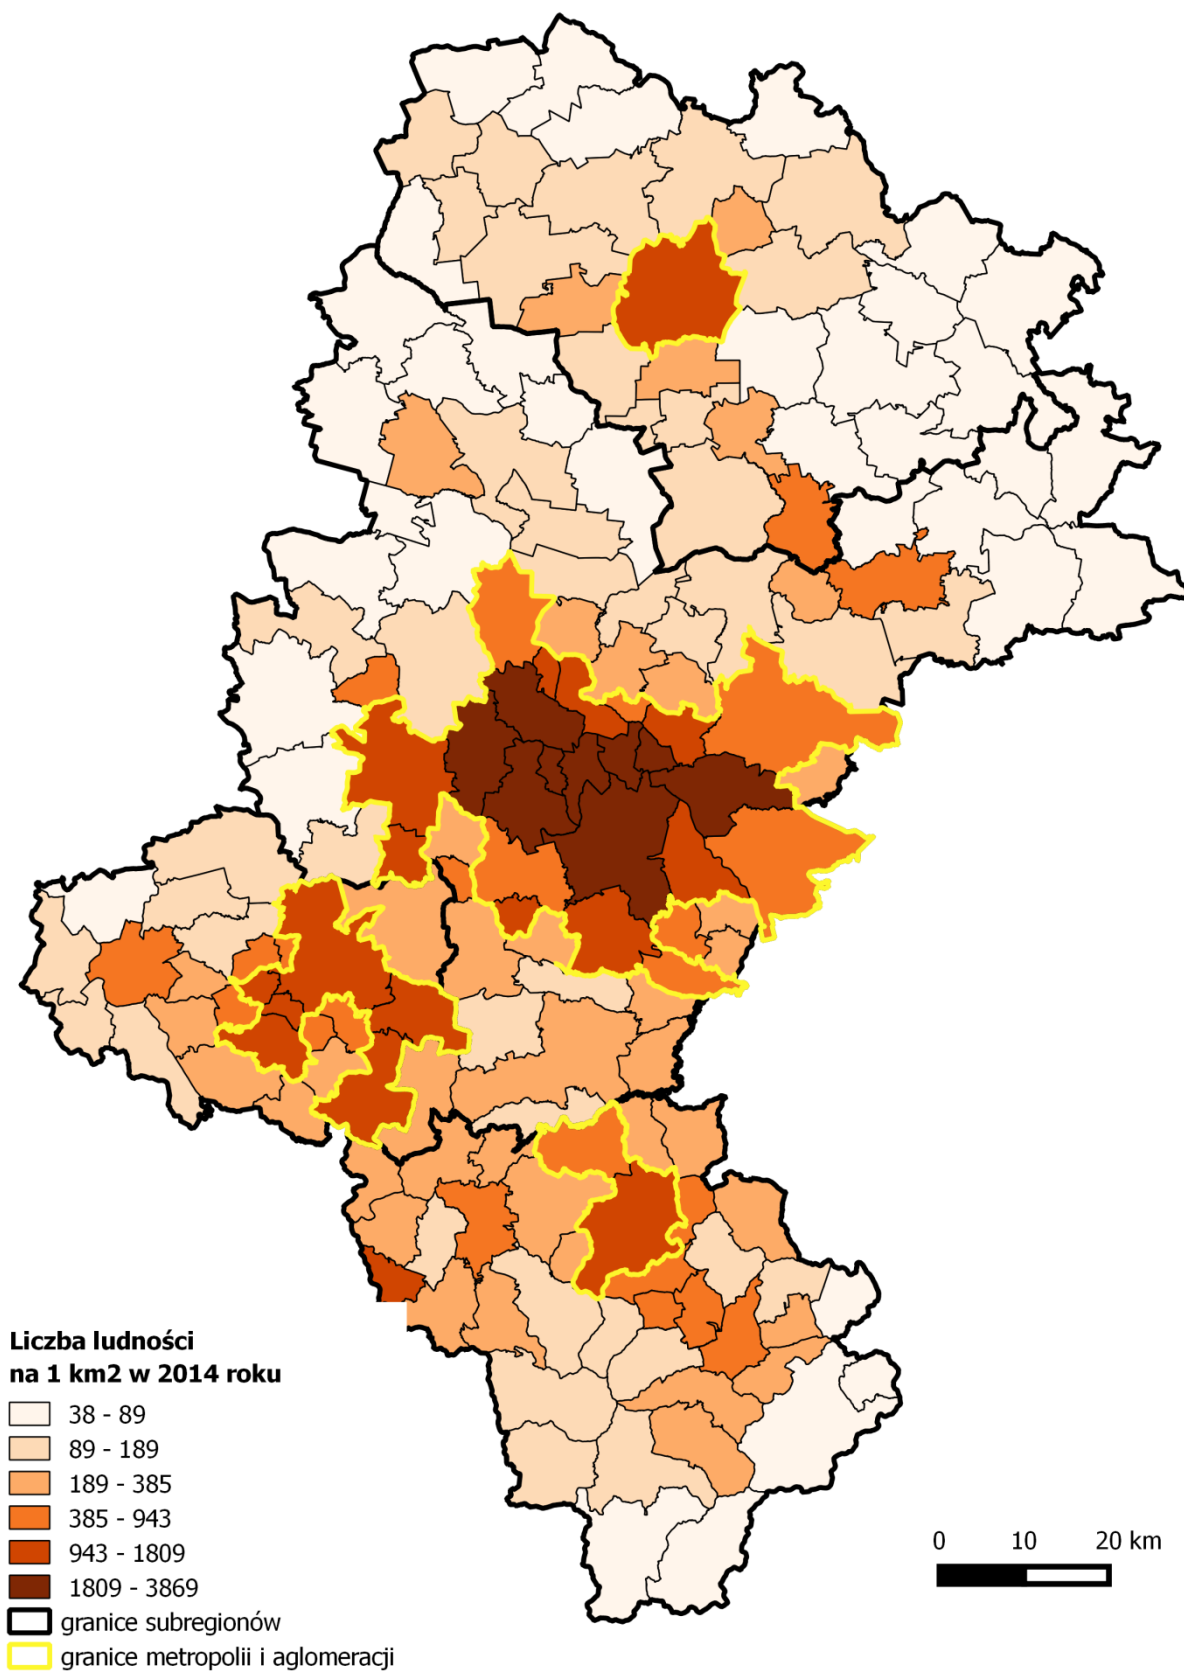 Liczba ludności
na 1 km2 w 2014 roku
38 - 89
89 - 189
189 - 385
385 - 943
943 - 1809
1809 - 3869
granice subregionów
granice metropolii i aglomeracji
0 10 20 km